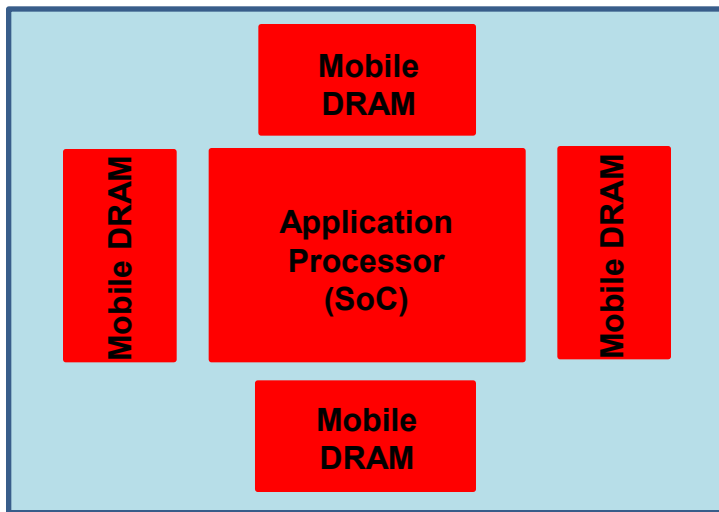 Mobile
DRAM
Mobile DRAM
Application
Processor
(SoC)
Mobile DRAM
Mobile
DRAM